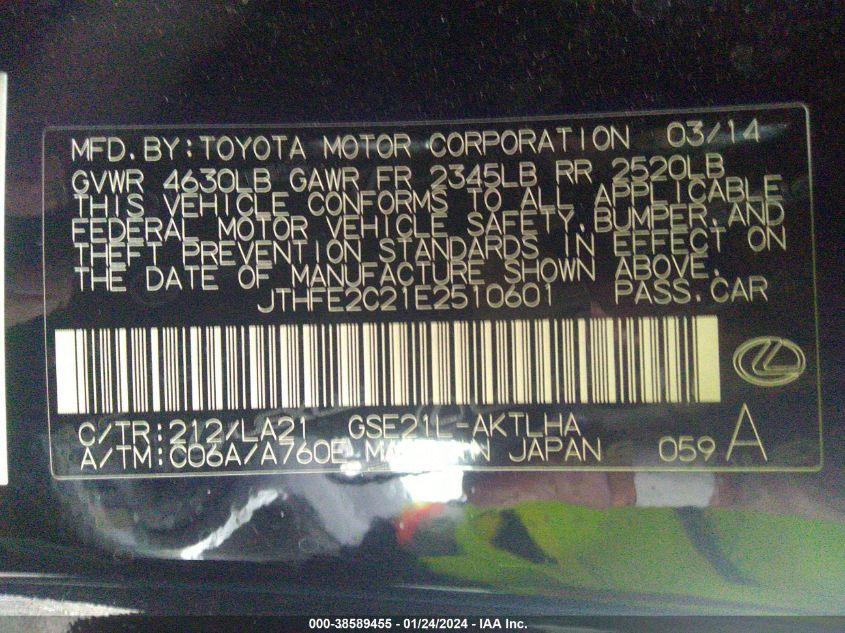 MFD. BY: TOYOTA MOTOR CORPORATION 03/14
GVWR 4630LB GAWR FR 2345LB RR 2520LB
THIS VEHICLE CONFORMS TO ALL APPLICABLE
FEDERAL MOTOR VEHICLE SAFETY, BUMPER, AND
THEFT PREVENTION STANDARDS IN EFFECT ON
THE DATE OF MANUFACTURE SHOWN ABOVE.
JTHFE2C21E2510601 PASS. CAR
C/TR: 212/LA21 GSE21L-AKTLHA
A/TM: C06A/A760E MADE IN JAPAN 059 A
000-38589455 - 01/24/2024 - IAA Inc.